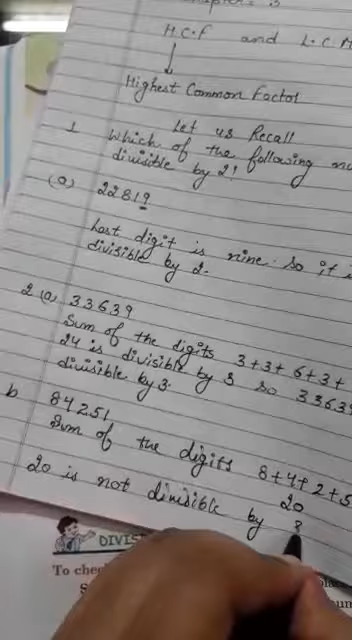 H.C.F and L.C.M
Highest Common Factor
Let us Recall
1 Which of the following
divisible by 2?
(a) 22819
Last digit is nine. So it
divisible by 2.
2 (a) 33639
Sum of the digits 3+3+6+3+
24 is divisible by 3 so 33639
divisible by 3.
b 84251
Sum of the digits 8+4+2+5
20
20 is not divisible by 3
To